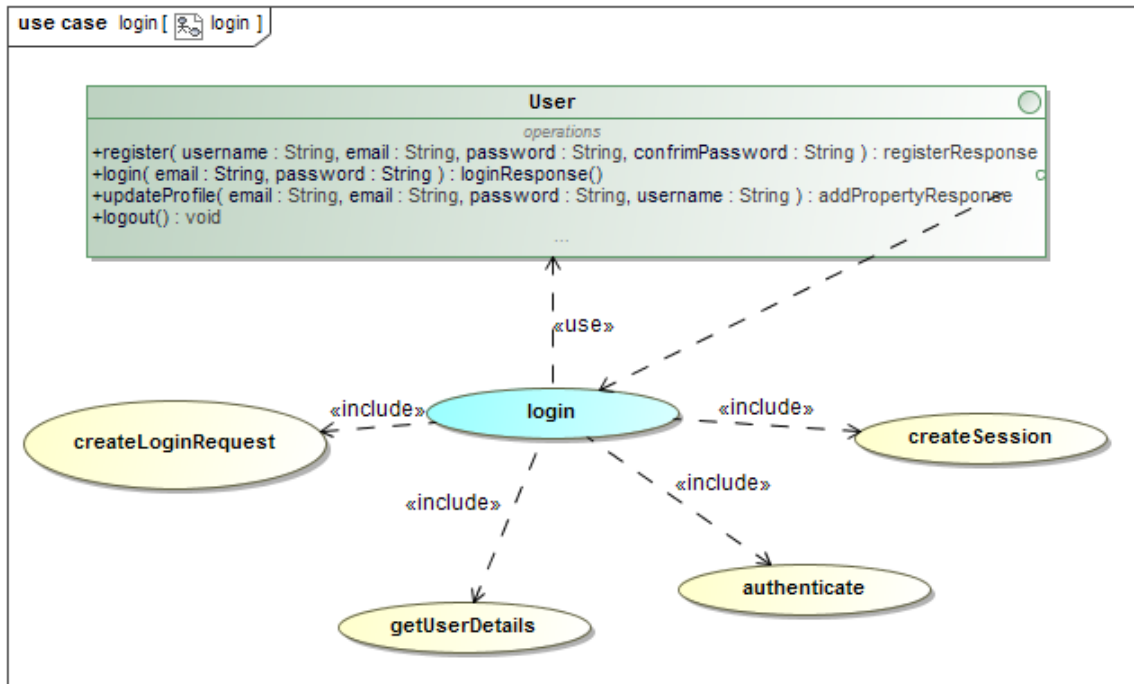 use case login [ login ]
User
operations
+register( username : String, email : String, password : String, confrimPassword : String ) : registerResponse
+login( email : String, password : String ) : loginResponse()
+updateProfile( email : String, email : String, password : String, username : String ) : addPropertyResponse
+logout() : void
...
«use»
«include»
«include»
login
createLoginRequest
createSession
«include»
«include»
authenticate
getUserDetails